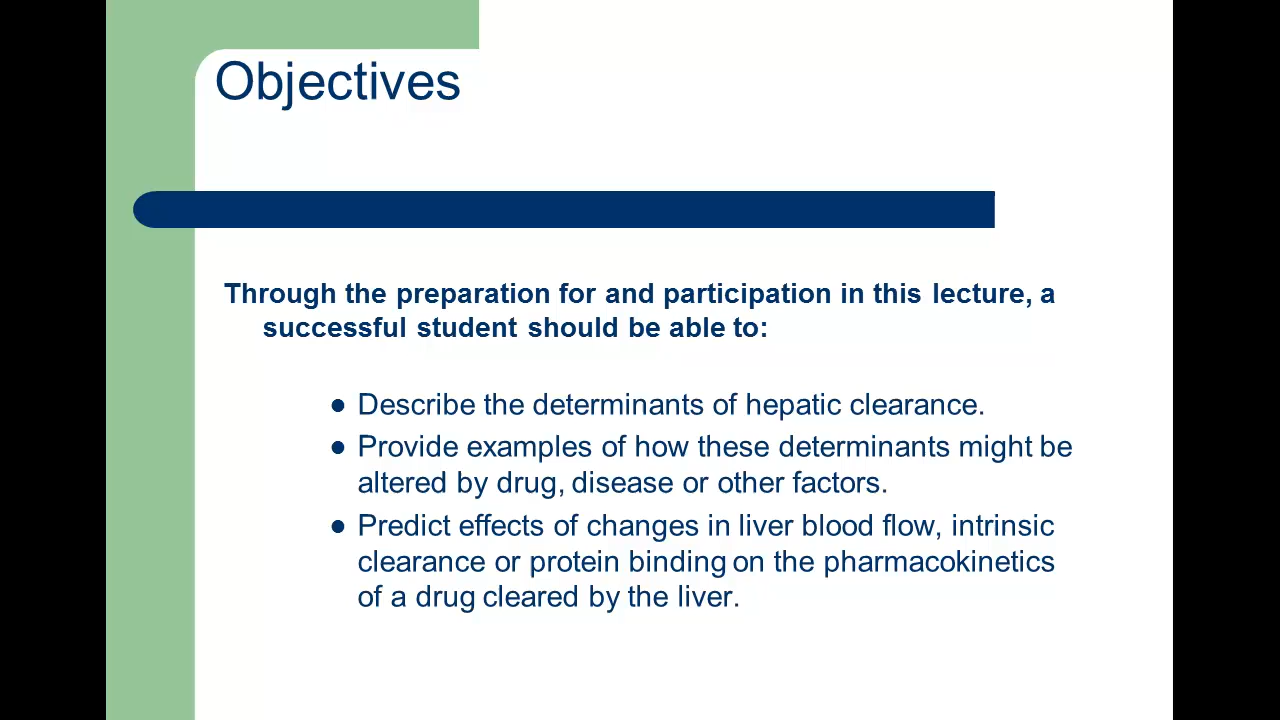 Objectives
Through the preparation for and participation in this lecture, a
successful student should be able to:
● Describe the determinants of hepatic clearance.
● Provide examples of how these determinants might be
altered by drug, disease or other factors.
● Predict effects of changes in liver blood flow, intrinsic
clearance or protein binding on the pharmacokinetics
of a drug cleared by the liver.